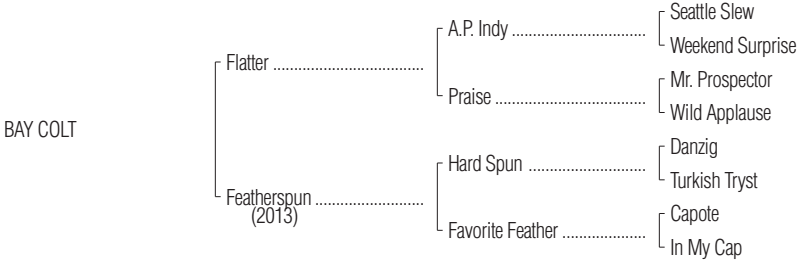 Seattle Slew
A.P. Indy ....................................
Weekend Surprise
Flatter ........................................
Mr. Prospector
Praise ........................................
Wild Applause
BAY COLT
Danzig
Hard Spun ................................
Turkish Tryst
Featherspun .............................
(2013)
Capote
Favorite Feather .......................
In My Cap